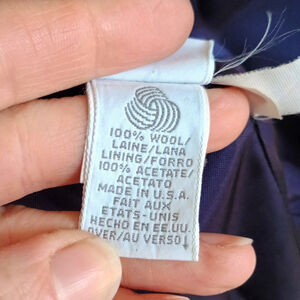 100% WOOL/
LAINE/LANA
LINING/FORRO
100% ACETATE/
ACETATO
MADE IN U.S.A.
FAIT AUX
ETATS-UNIS
HECHO EN EE.UU.
OVER/AU VERSO↓